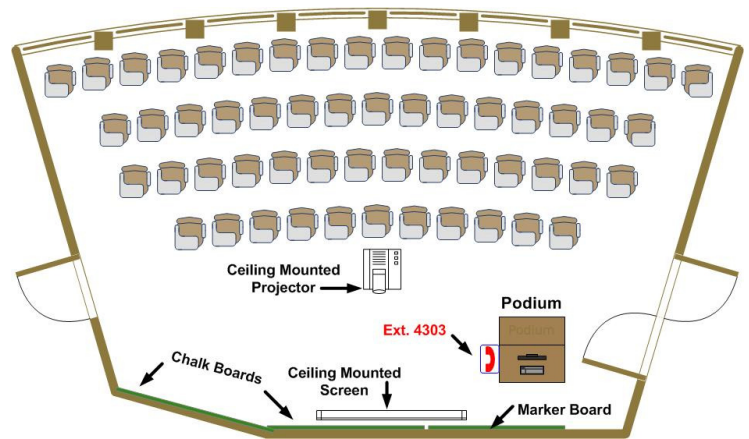 Ceiling Mounted
Projector
Podium
Podium
Ext. 4303
Chalk Boards
Ceiling Mounted
Screen
Marker Board